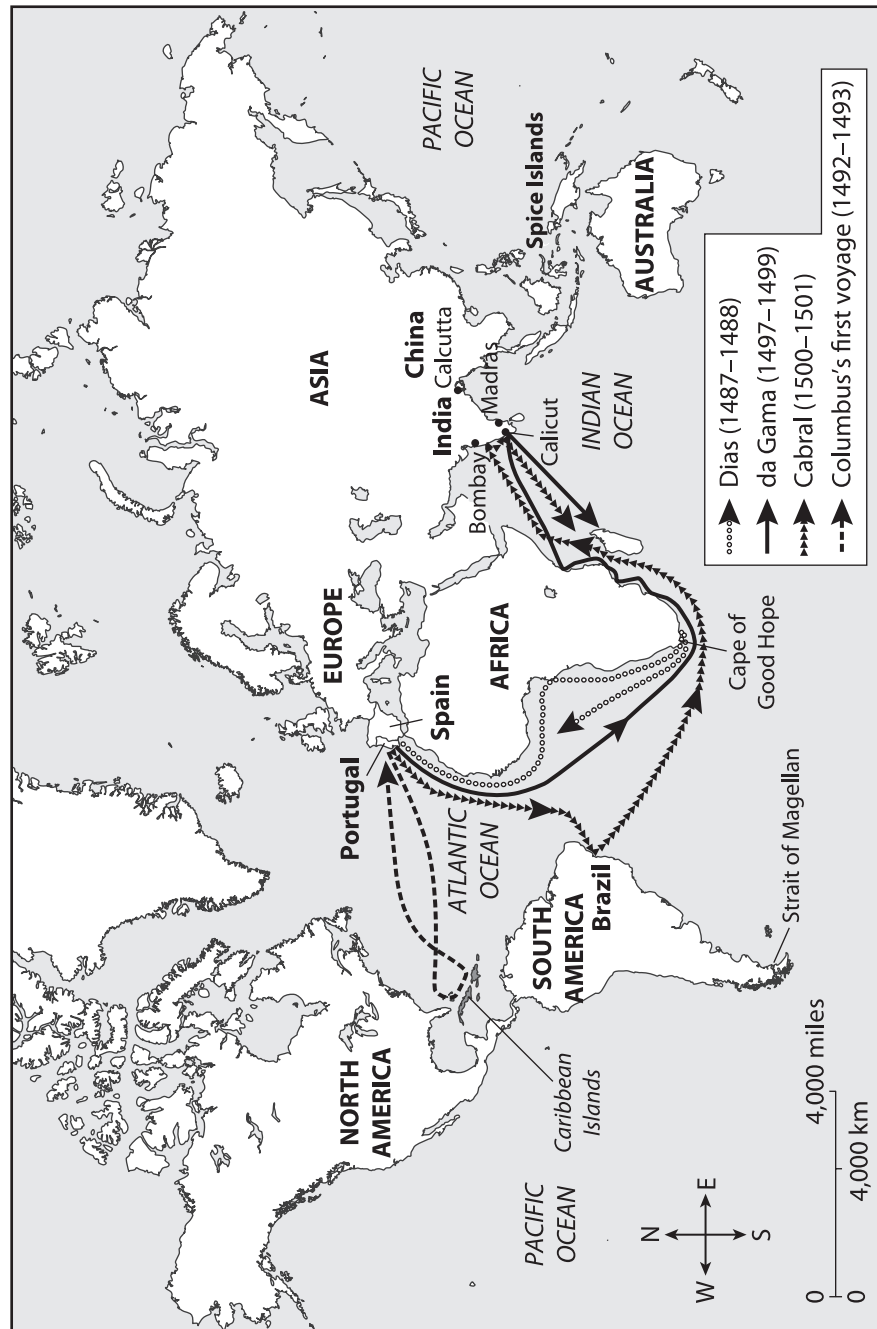 PACIFIC
OCEAN
ASIA
EUROPE
NORTH
AMERICA
Portugal
Spain
China
India
Calcutta
Bombay
Madras
Calicut
Spice Islands
ATLANTIC
OCEAN
AFRICA
INDIAN
OCEAN
AUSTRALIA
Caribbean
Islands
SOUTH
AMERICA
Brazil
PACIFIC
OCEAN
Cape of
Good Hope
Strait of Magellan
N
W
E
S
0
4,000 miles
0
4,000 km
Dias (1487–1488)
da Gama (1497–1499)
Cabral (1500–1501)
Columbus's first voyage (1492–1493)